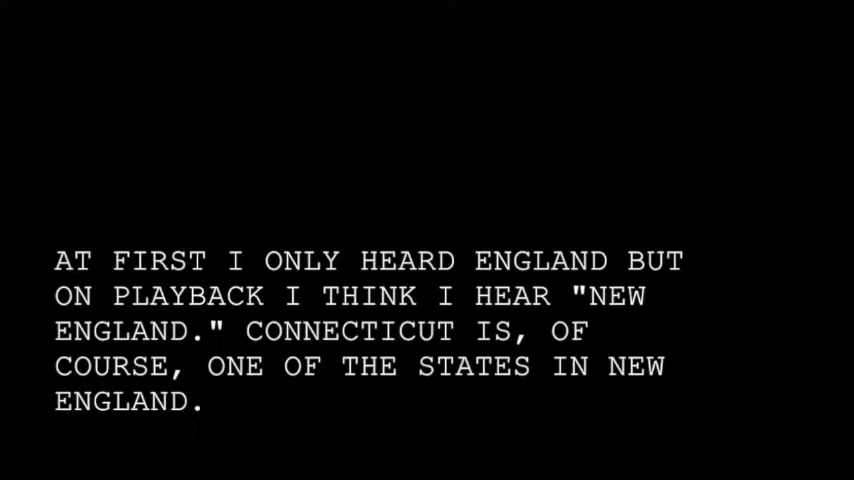 AT FIRST I ONLY HEARD ENGLAND BUT
ON PLAYBACK I THINK I HEAR "NEW
ENGLAND." CONNECTICUT IS, OF
COURSE, ONE OF THE STATES IN NEW
ENGLAND.